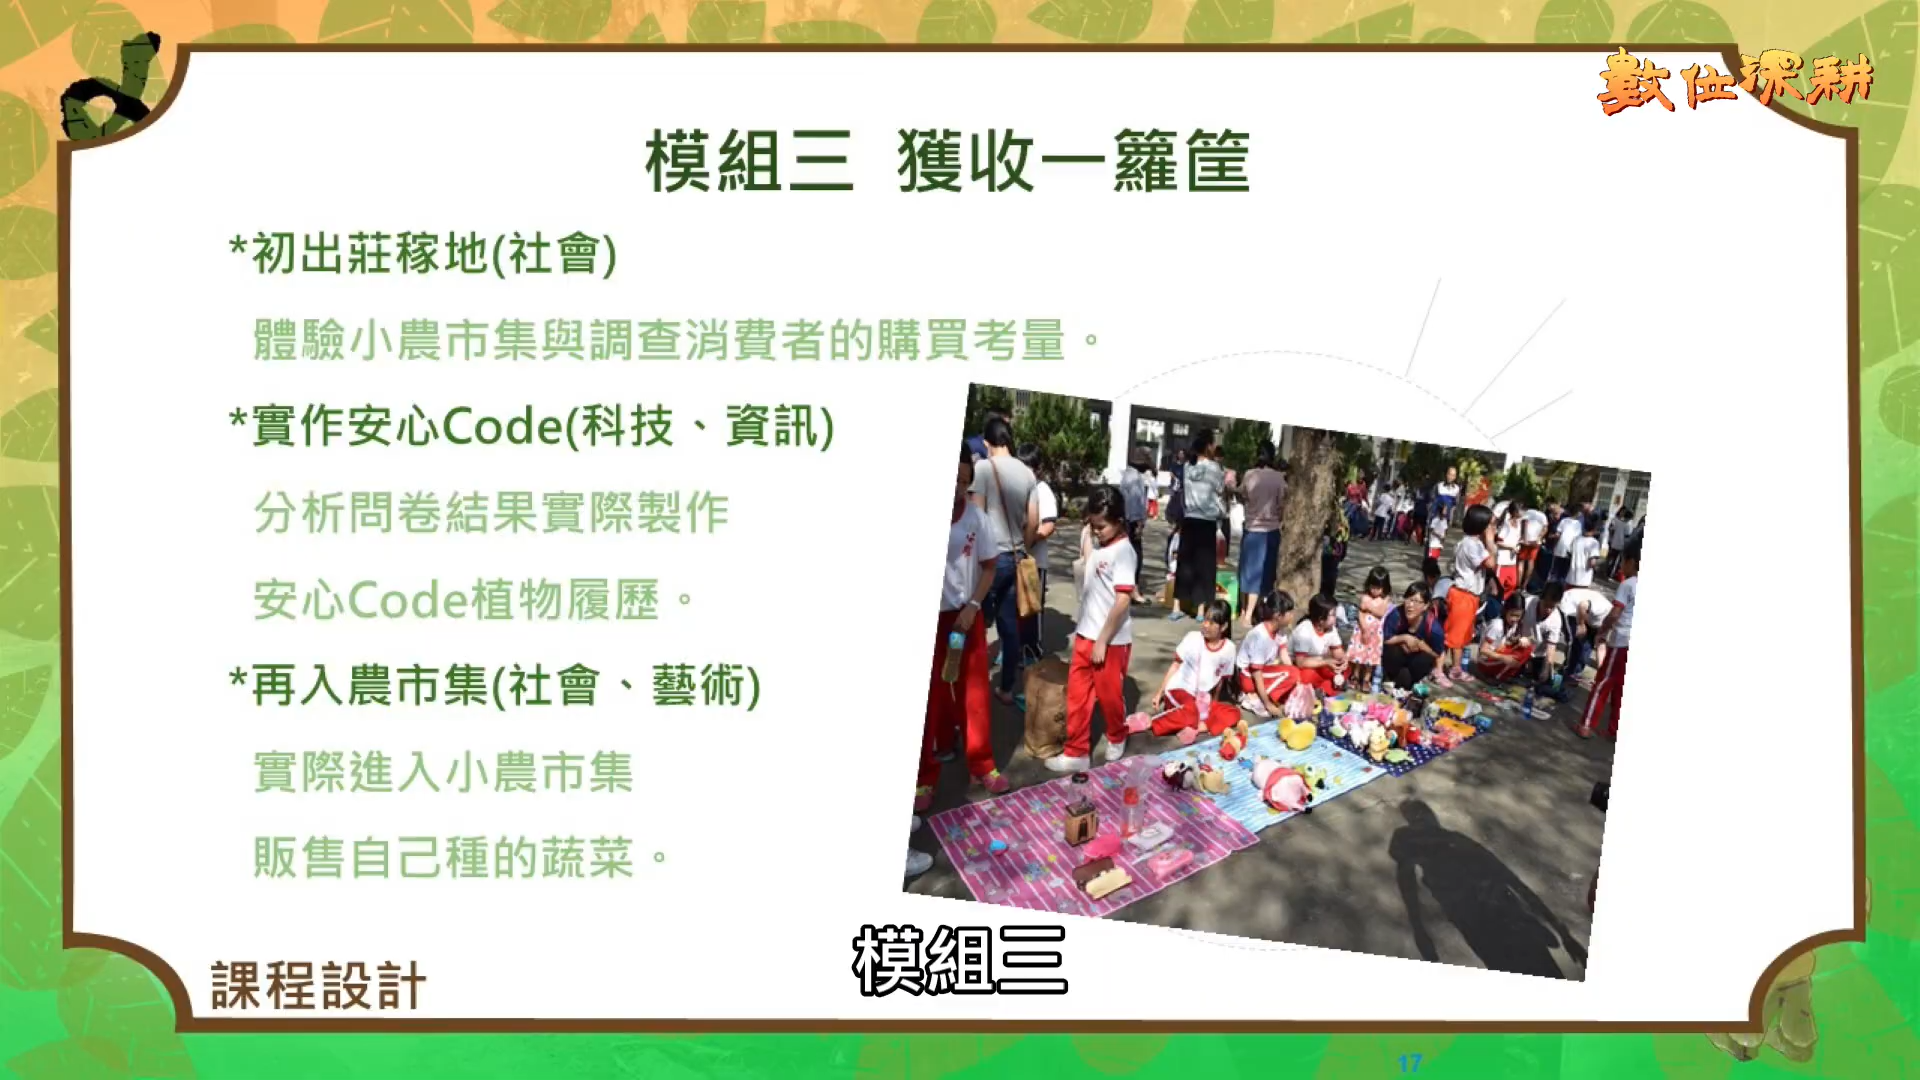 數位深耕
模組三 獲收一籮筐
*初出莊稼地(社會)
體驗小農市集與調查消費者的購買考量。
*實作安心Code(科技、資訊)
分析問卷結果實際製作
安心Code植物履歷。
*再入農市集(社會、藝術)
實際進入小農市集
販售自己種的蔬菜。
課程設計
模組三
17